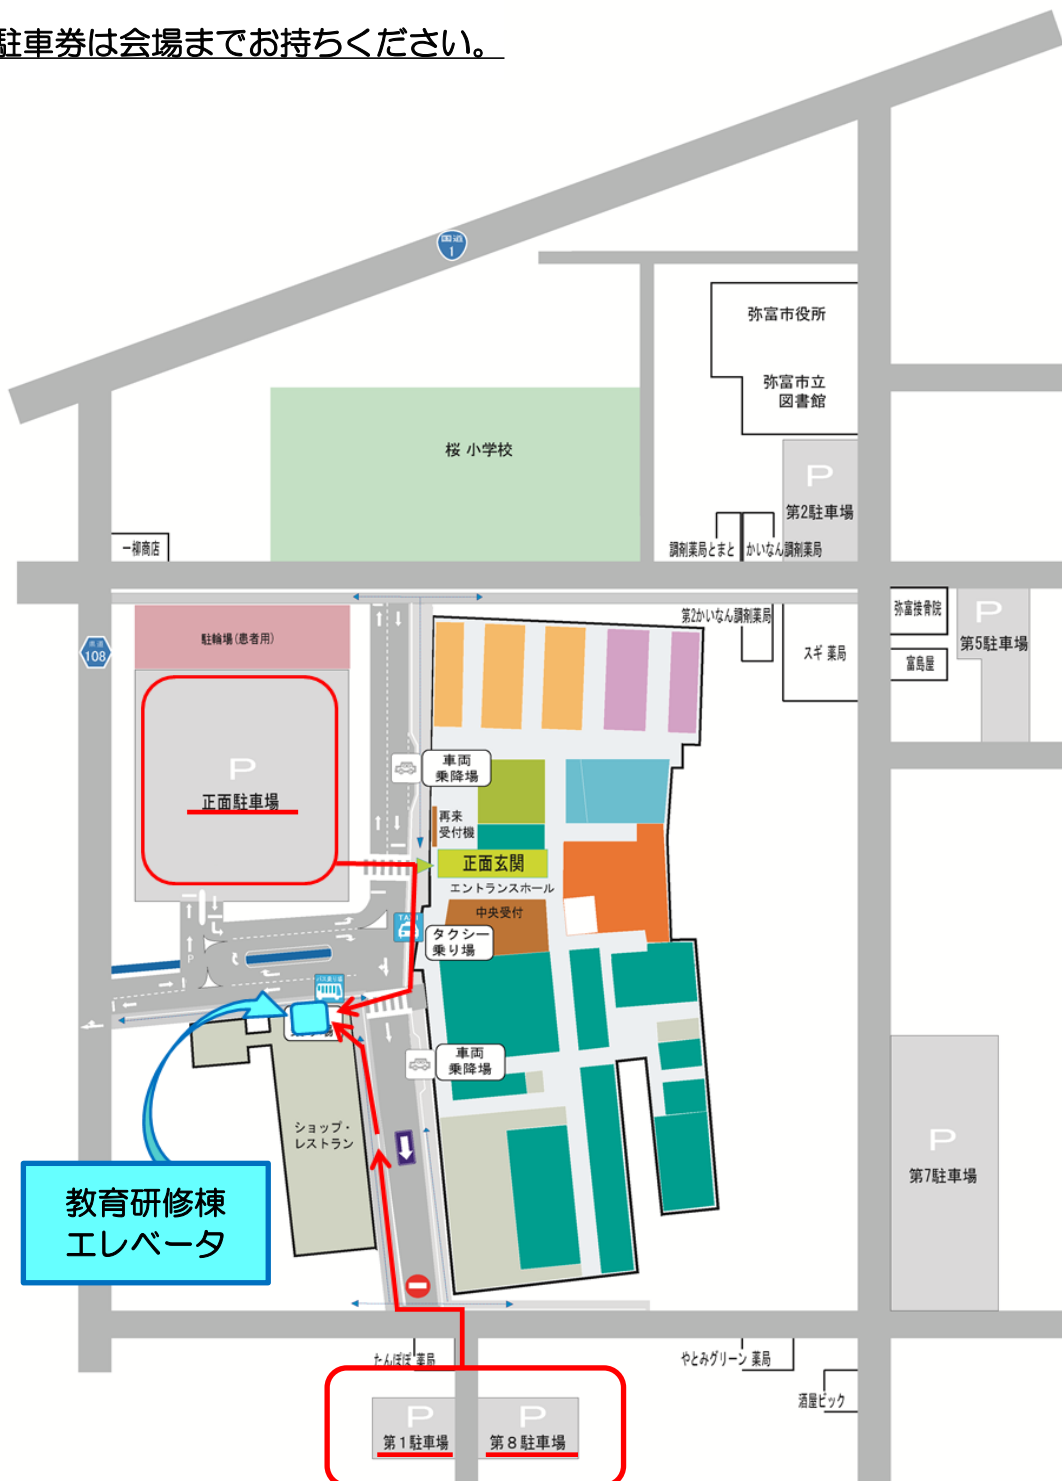 駐車券は会場までお持ちください。
国道
1
弥富市役所
弥富市立
図書館
桜 小学校
P
第2駐車場
一柳商店
調剤薬局とまと
かいなん調剤薬局
第2かいなん調剤薬局
弥富接骨院
P
第5駐車場
スギ 薬局
富島屋
県道
108
駐輪場(患者用)
P
正面駐車場
車両
乗降場
再来
受付機
正面玄関
エントランスホール
中央受付
TAXI
タクシー
乗り場
P
バス乗り場
車両
乗降場
ショップ・
レストラン
P
第7駐車場
教育研修棟
エレベータ
たんぽぽ 薬局
やとみグリーン 薬局
酒屋ビック
P
第1駐車場
P
第8駐車場